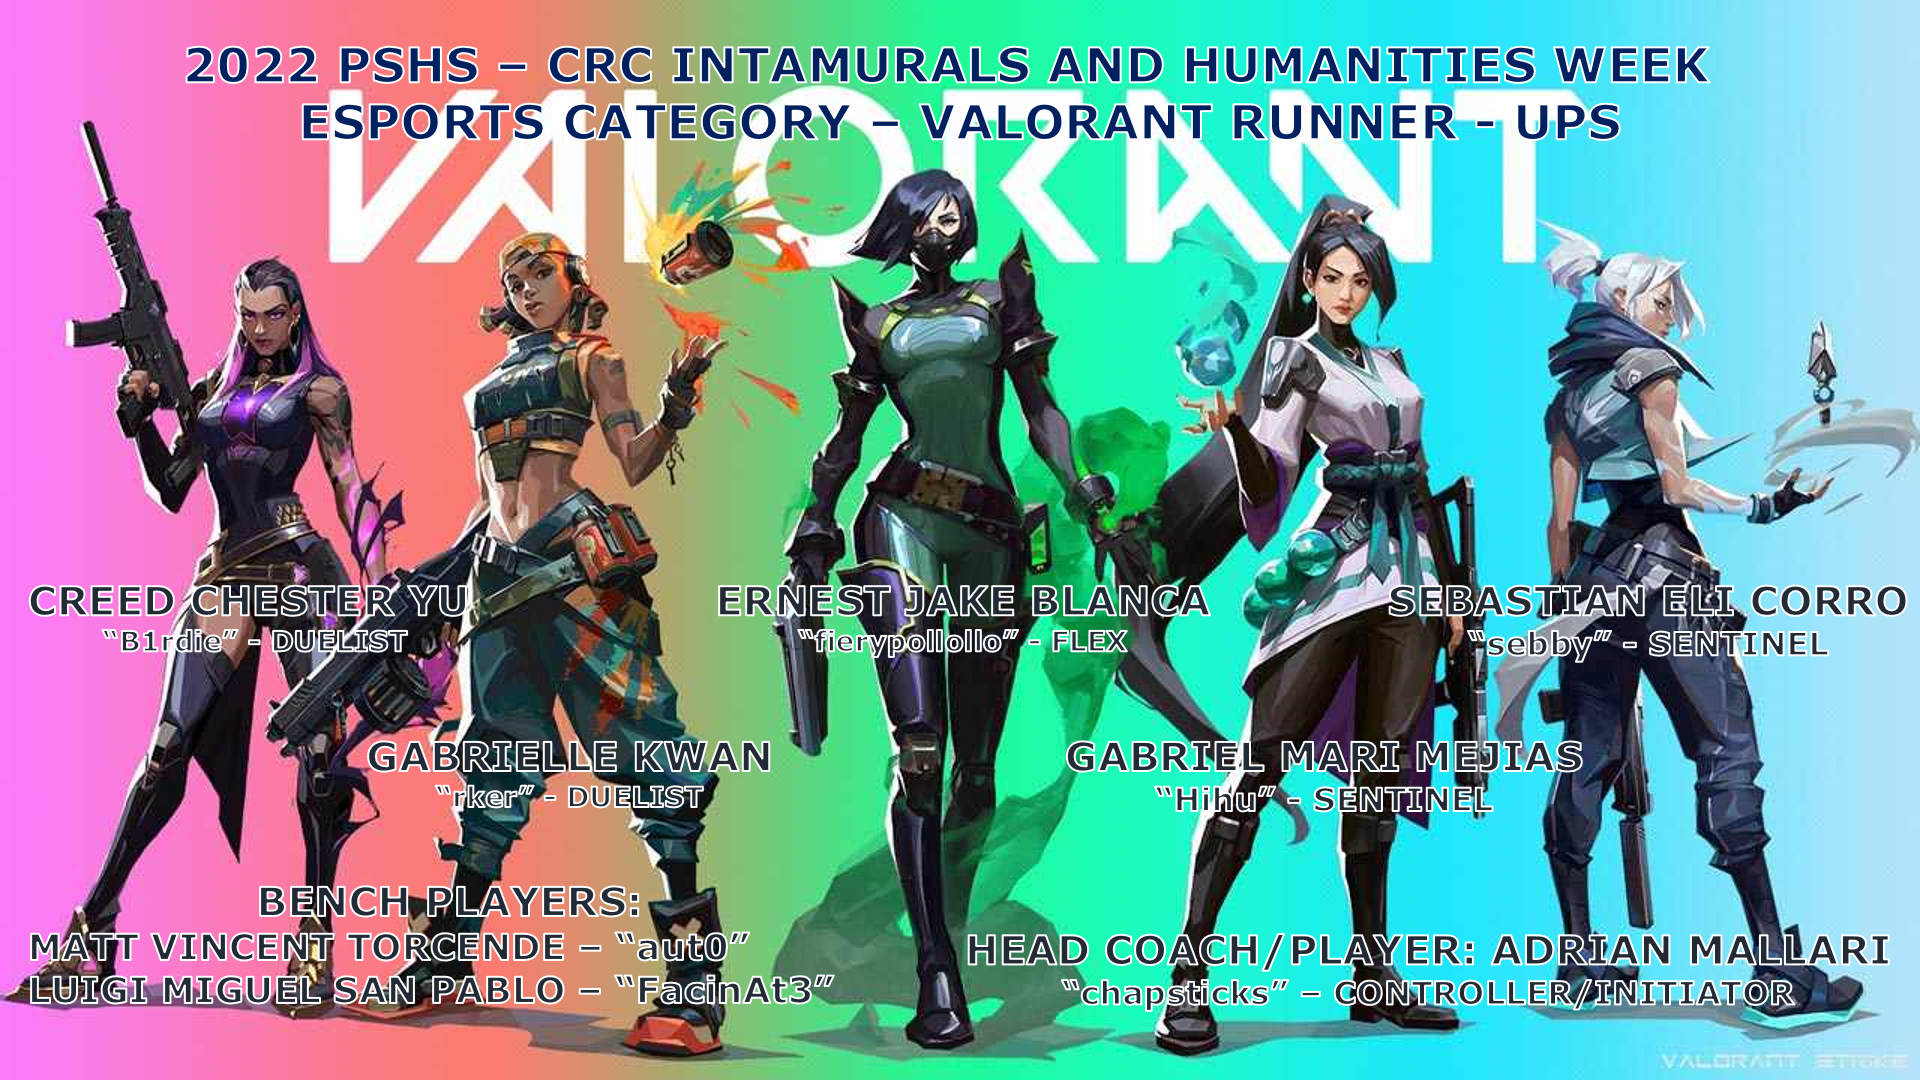 2022 PSHS – CRC INTAMURALS AND HUMANITIES WEEK
ESPORTS CATEGORY – VALORANT RUNNER - UPS
VALORANT
CREED CHESTER YU
“B1rdie” - DUELIST
ERNEST JAKE BLANCA
“fierypollollo” - FLEX
SEBASTIAN ELI CORRO
“sebby” - SENTINEL
GABRIELLE KWAN
“rker” - DUELIST
GABRIEL MARI MEJIAS
“Hihu” - SENTINEL
BENCH PLAYERS:
MATT VINCENT TORCENDE – “aut0”
LUIGI MIGUEL SAN PABLO – “FacinAt3”
HEAD COACH/PLAYER: ADRIAN MALLARI
“chapsticks” – CONTROLLER/INITIATOR
VALORANT